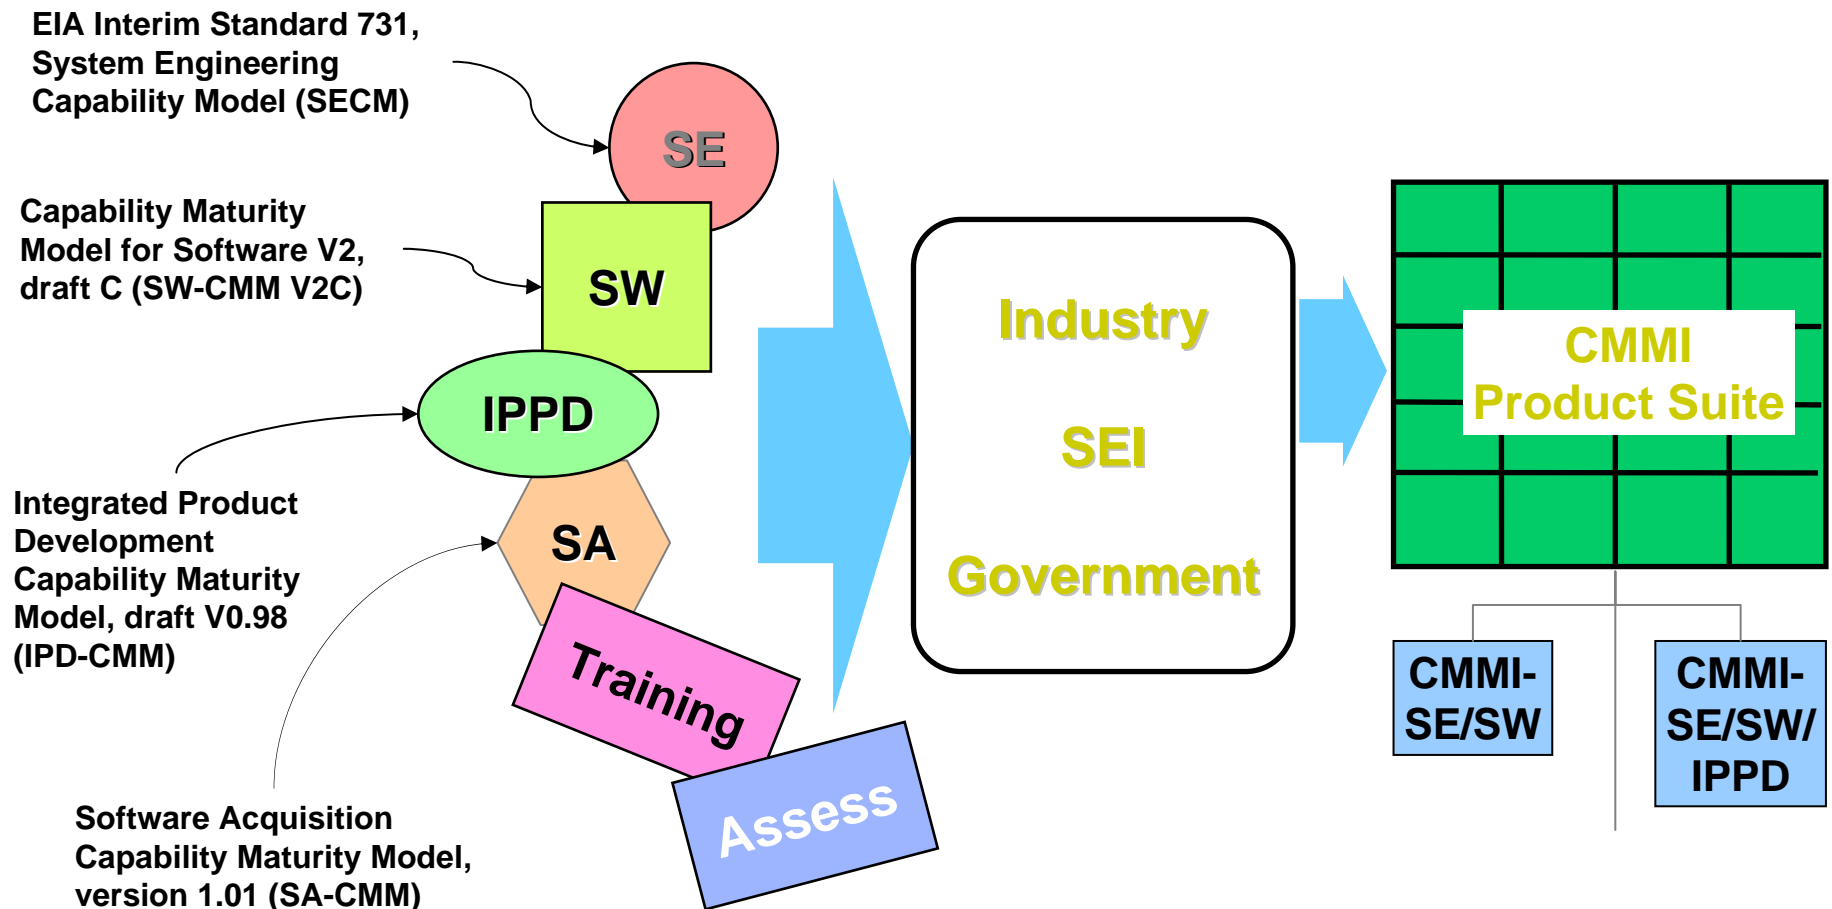 EIA Interim Standard 731,
System Engineering
Capability Model (SECM)
SE
Capability Maturity
Model for Software V2,
draft C (SW-CMM V2C)
SW
IPPD
Integrated Product
Development
Capability Maturity
Model, draft V0.98
(IPD-CMM)
SA
Training
Assess
Software Acquisition
Capability Maturity Model,
version 1.01 (SA-CMM)
Industry
SEI
Government
CMMI
Product Suite
CMMI-
SE/SW
CMMI-
SE/SW/
IPPD